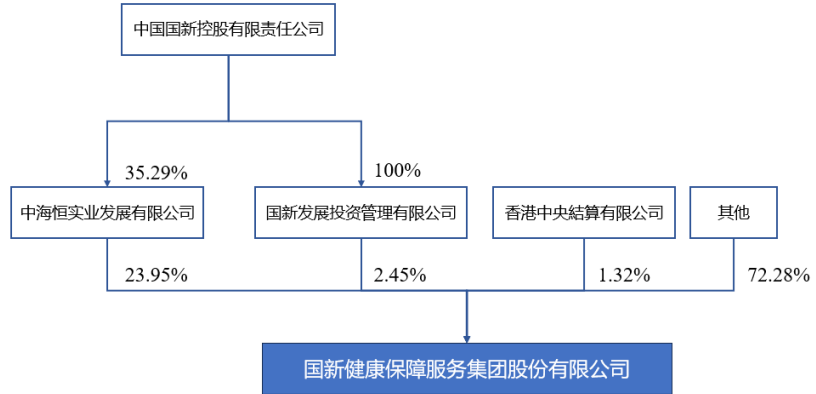 中国国新控股有限责任公司
35.29%
100%
中海恒实业发展有限公司
国新发展投资管理有限公司
香港中央結算有限公司
其他
23.95%
2.45%
1.32%
72.28%
国新健康保障服务集团股份有限公司